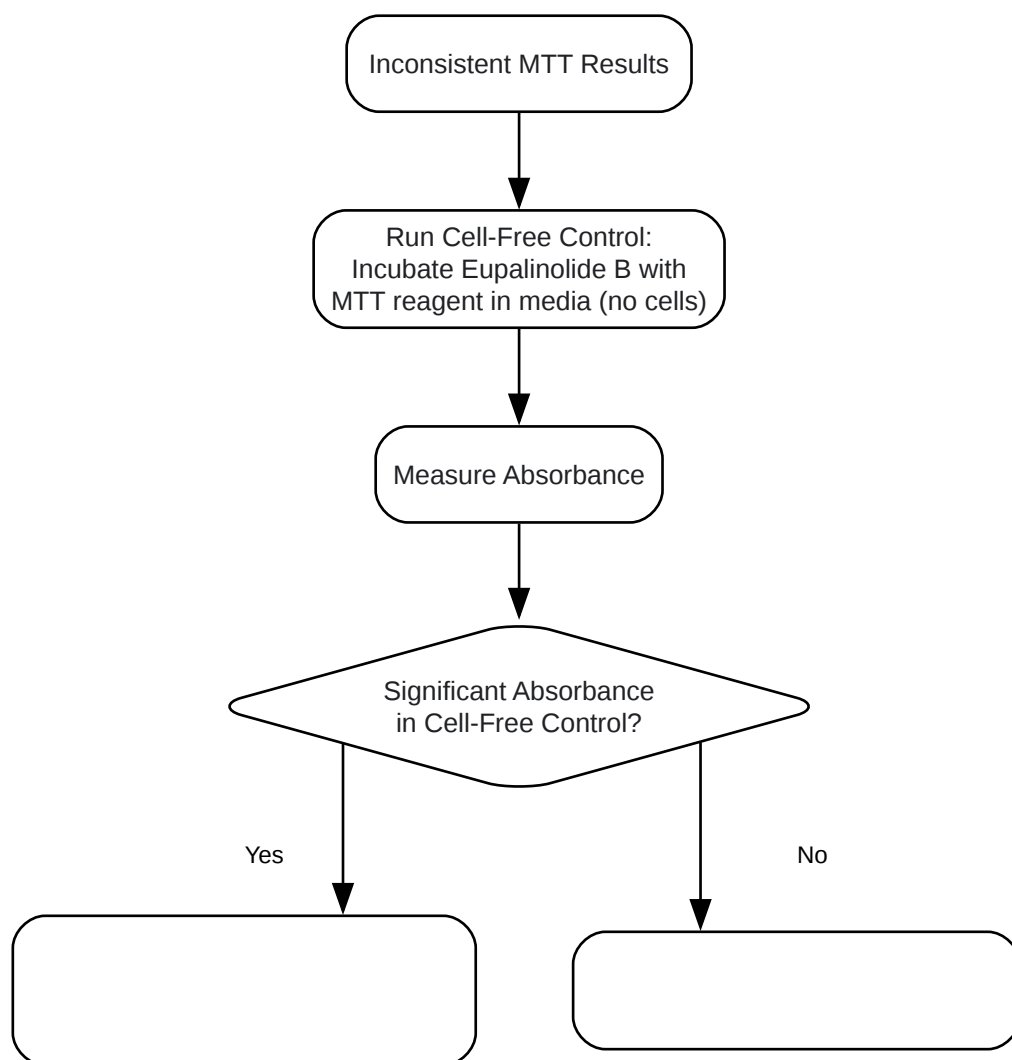 Inconsistent MTT Results
Run Cell-Free Control:
Incubate Eupalinolide B with
MTT reagent in media (no cells)
Measure Absorbance
Significant Absorbance
in Cell-Free Control?
Yes
No